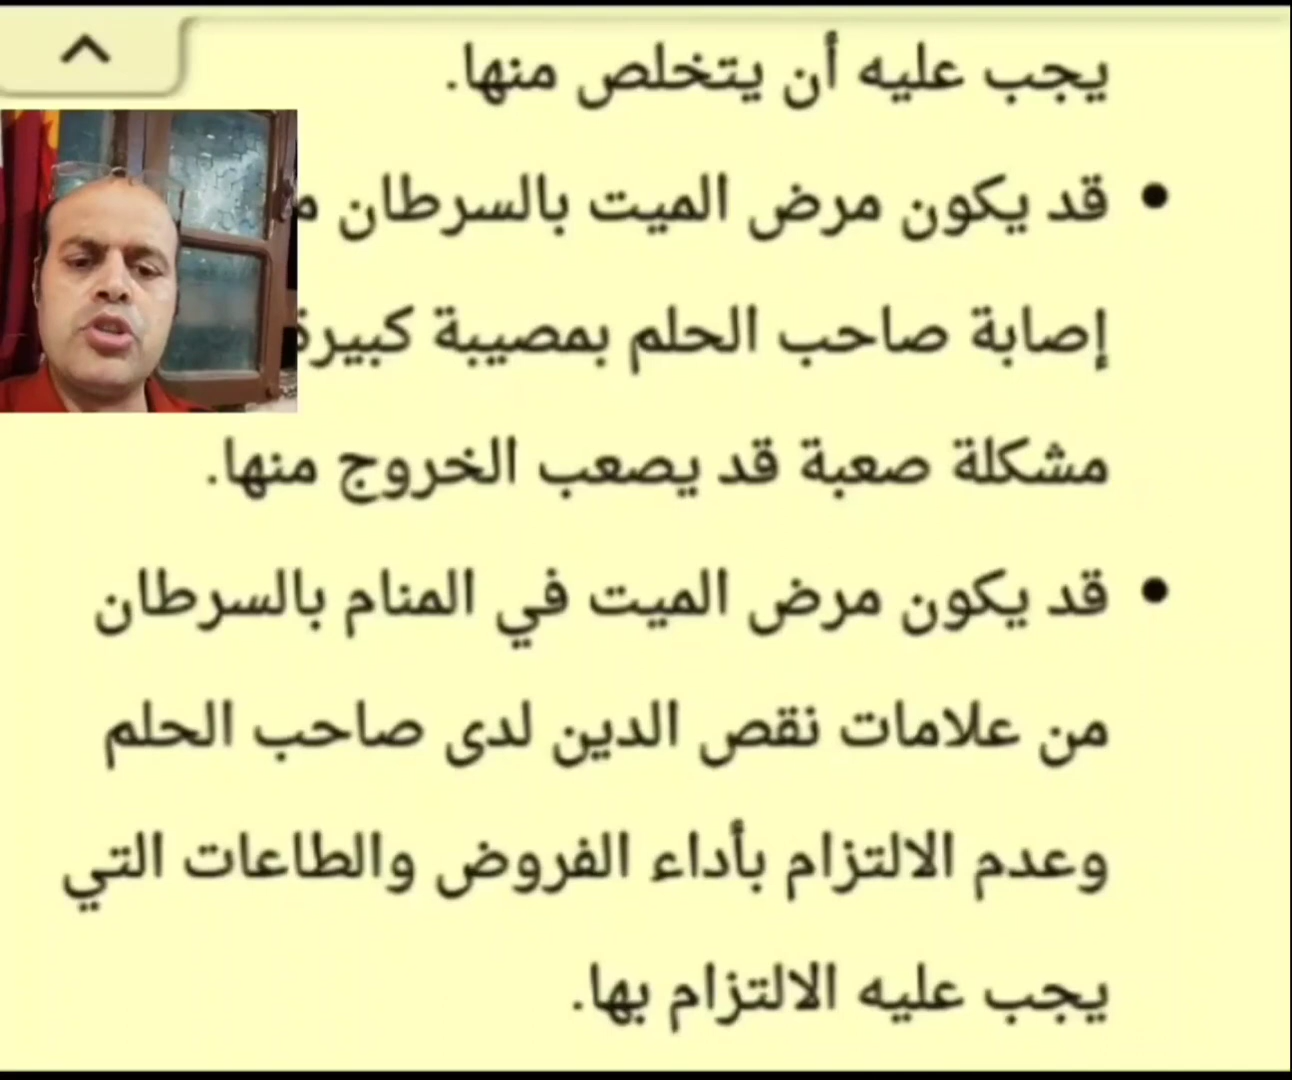 يجب عليه أن يتخلص منها.
• قد يكون مرض الميت بالسرطان
إصابة صاحب الحلم بمصيبة كبيرة
مشكلة صعبة قد يصعب الخروج منها.
• قد يكون مرض الميت في المنام بالسرطان
من علامات نقص الدين لدى صاحب الحلم
وعدم الالتزام بأداء الفروض والطاعات التي
يجب عليه الالتزام بها.